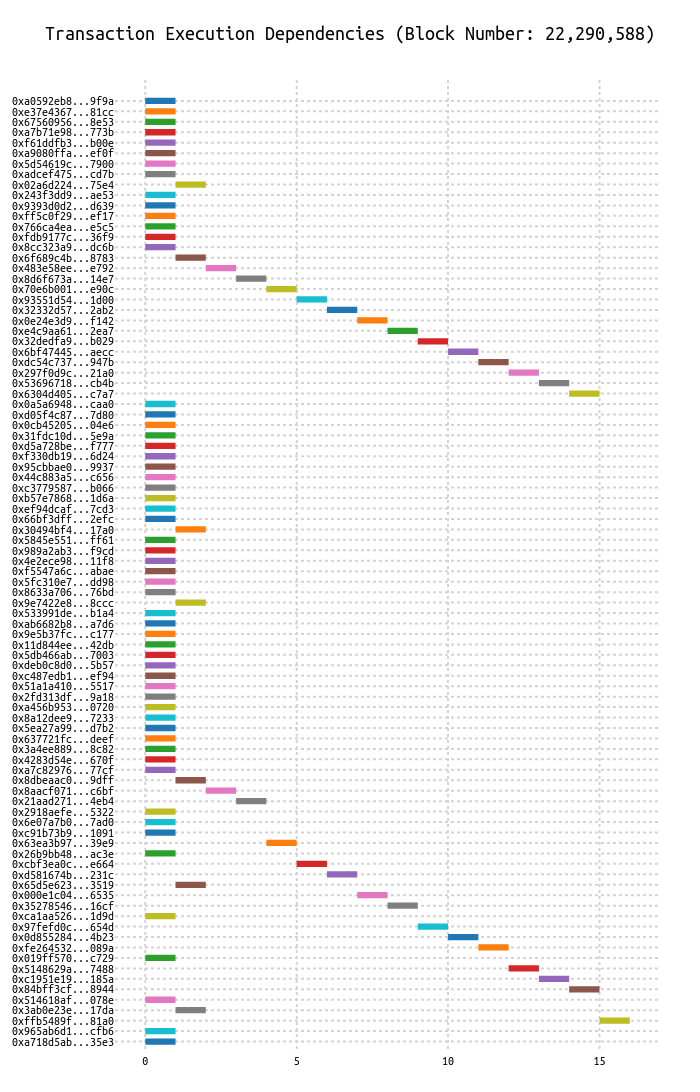 Transaction Execution Dependencies (Block Number: 22,290,588)
0xa0592eb8...9f9a
0xe37e4367...81cc
0x67560956...8e53
0xa7b71e98...773b
0xf61ddfb3...b00e
0xa9080ffa...ef0f
0x5d54619c...7900
0xadcef475...cd7b
0x02a6d224...75e4
0x243f3dd9...ae53
0x9393d0d2...d639
0xff5c0f29...ef17
0x766ca4ea...e5c5
0xfdb9177c...36f9
0x8cc323a9...dc6b
0x6f689c4b...8783
0x483e58ee...e792
0x8d6f673a...14e7
0x70e6b001...e90c
0x93551d54...1d00
0x32332d57...2ab2
0x0e24e3d9...f142
0xe4c9aa61...2ea7
0x32dedfa9...b029
0x6bf47445...aecc
0xdc54c737...947b
0x297f0d9c...21a0
0x53696718...cb4b
0x6304d405...c7a7
0x0a5a6948...caa0
0xd05f4c87...7d80
0x0cb45205...04e6
0x31fdc10d...5e9a
0xd5a728be...f777
0xf330db19...6d24
0x95cbbae0...9937
0x44c883a5...c656
0xc3779587...b066
0xb57e7868...1d6a
0xef94dcaf...7cd3
0x66bf3dff...2efc
0x30494bf4...17a0
0x5845e551...ff61
0x989a2ab3...f9cd
0x4e2ece98...11f8
0xf5547a6c...abae
0x5fc310e7...dd98
0x8633a706...76bd
0x9e7422e8...8ccc
0x533991de...b1a4
0xab6682b8...a7d6
0x9e5b37fc...c177
0x11d844ee...42db
0x5db466ab...7003
0xdeb0c8d0...5b57
0xc487edb1...ef94
0x51a1a410...5517
0x2fd313df...9a18
0xa456b953...0720
0x8a12dee9...7233
0x5ea27a99...d7b2
0x637721fc...deef
0x3a4ee889...8c82
0x4283d54e...670f
0xa7c82976...77cf
0x8dbeaac0...9dff
0x8aacf071...c6bf
0x21aad271...4eb4
0x2918aefe...5322
0x6e07a7b0...7ad0
0xc91b73b9...1091
0x63ea3b97...39e9
0x26b9bb48...ac3e
0xcbf3ea0c...e664
0xd581674b...231c
0x65d5e623...3519
0x000e1c04...6535
0x35278546...16cf
0xca1aa526...1d9d
0x97fefd0c...654d
0x0d855284...4b23
0xfe264532...089a
0x019ff570...c729
0x5148629a...7488
0xc1951e19...185a
0x84bff3cf...8944
0x514618af...078e
0x3ab0e23e...17da
0xffb5489f...81a0
0x965ab6d1...cfb6
0xa718d5ab...35e3
0 5 10 15